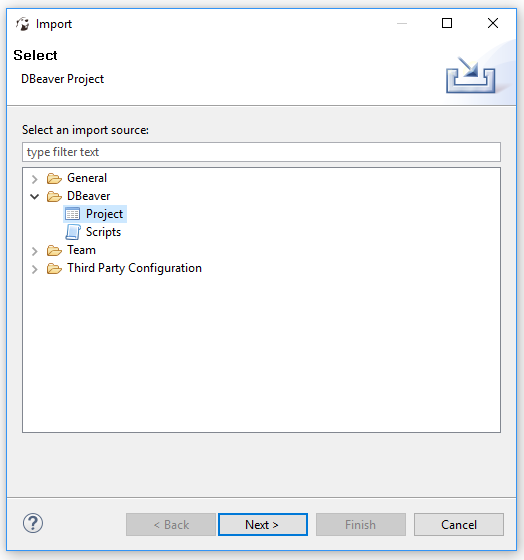 Import
Select
DBeaver Project
Select an import source:
type filter text
General
DBeaver
Project
Scripts
Team
Third Party Configuration
?
< Back
Next >
Finish
Cancel